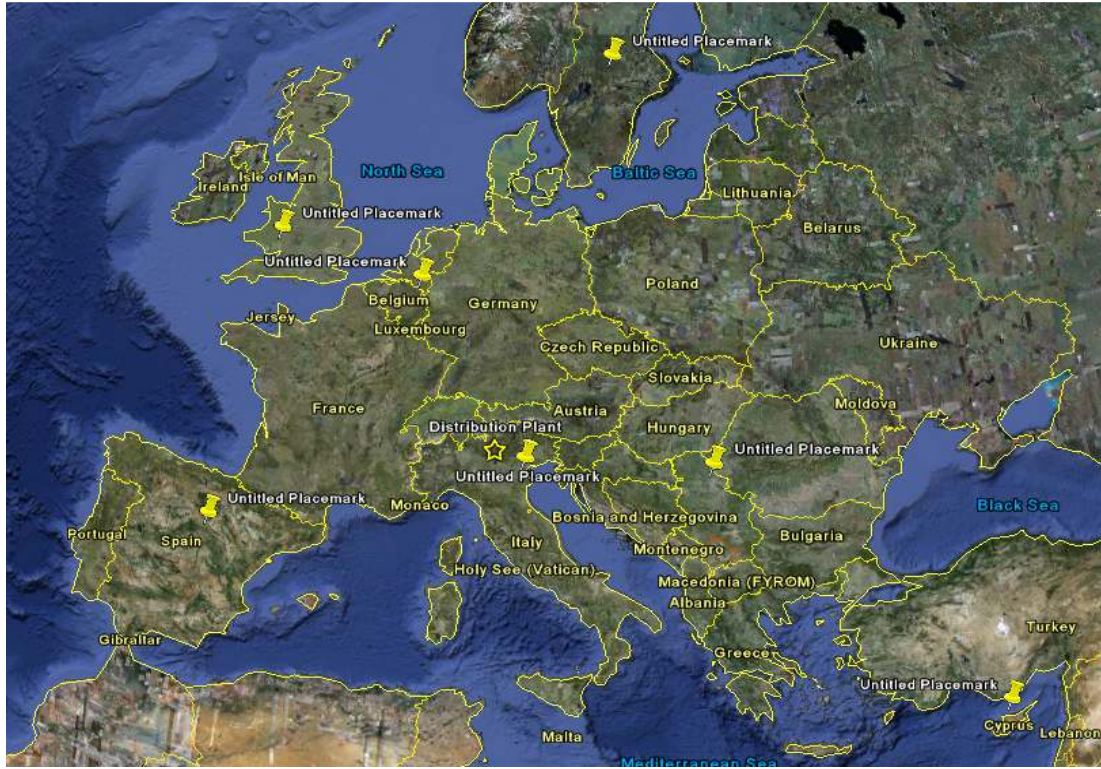 Untitled Placemark
North Sea
Isle of Man
Ireland
Baltic Sea
Lithuania
Untitled Placemark
Belarus
Untitled Placemark
Poland
Belgium
Germany
Jersey
Luxembourg
Czech Republic
Ukraine
Slovakia
France
Austria
Moldova
Distribution Plant
Hungary
Untitled Placemark
Untitled Placemark
Untitled Placemark
Monaco
Black Sea
Bosnia and Herzegovina
Portugal
Spain
Italy
Bulgaria
Montenegro
Holy See (Vatican)
Macedonia (FYROM)
Albania
Turkey
Gibraltar
Greece
Untitled Placemark
Cyprus
Lebanon
Malta
Mediterranean Sea